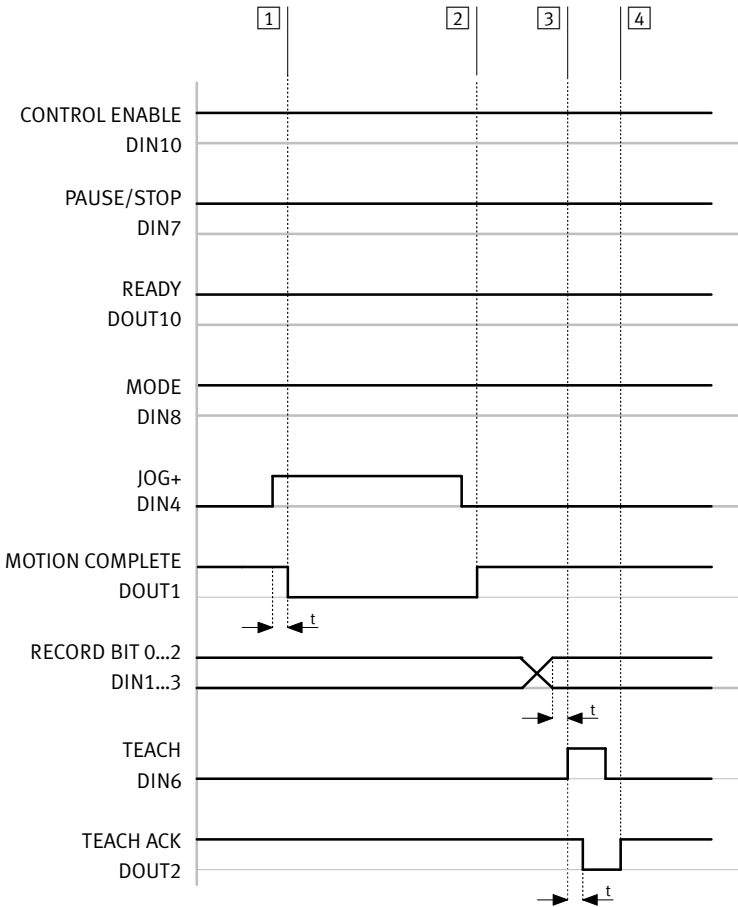 1 2 3 4
CONTROL ENABLE
DIN10
PAUSE/STOP
DIN7
READY
DOUT10
MODE
DIN8
JOG+
DIN4
MOTION COMPLETE
DOUT1
t
RECORD BIT 0...2
DIN1...3
t
TEACH
DIN6
TEACH ACK
DOUT2
t